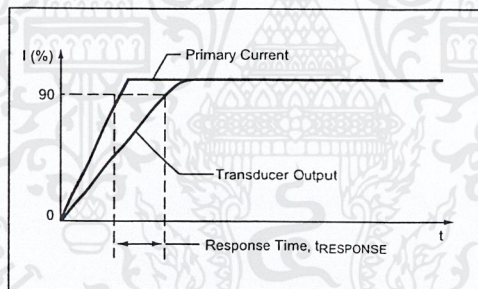 I (%)
Primary Current
90
Transducer Output
0
t
Response Time, tRESPONSE